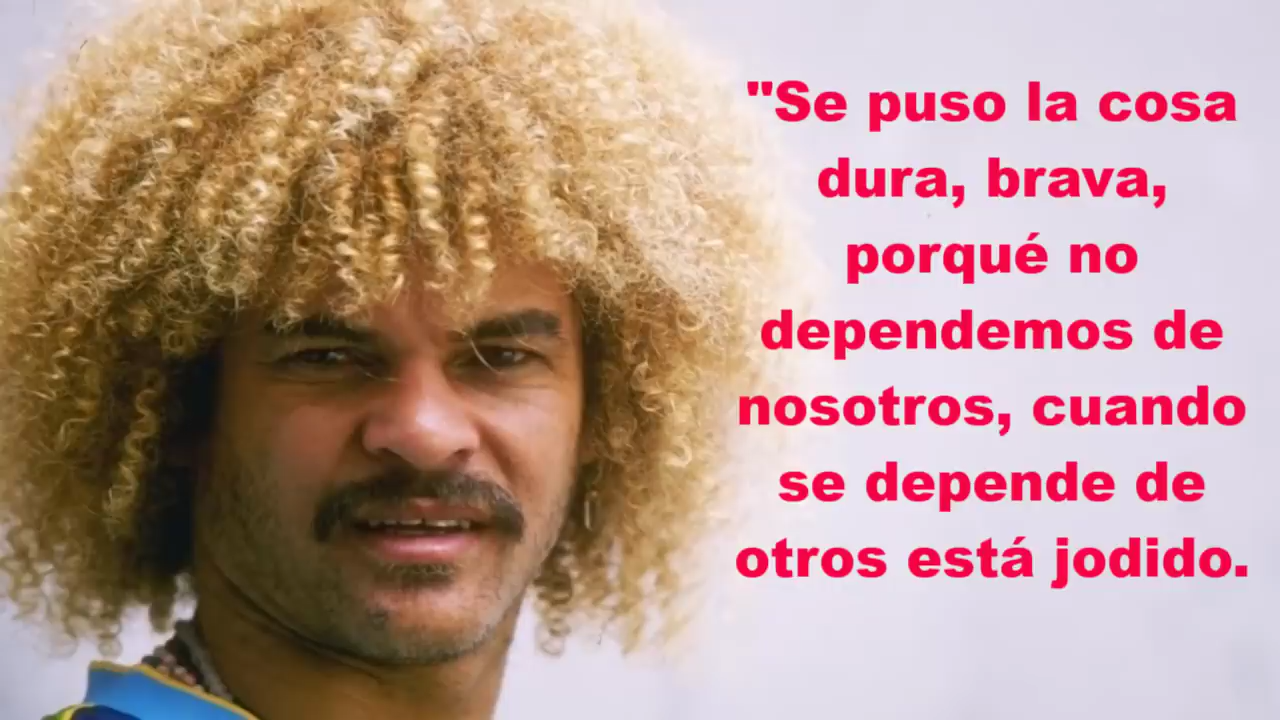 "Se puso la cosa
dura, brava,
porqué no
dependemos de
nosotros, cuando
se depende de
otros está jodido.